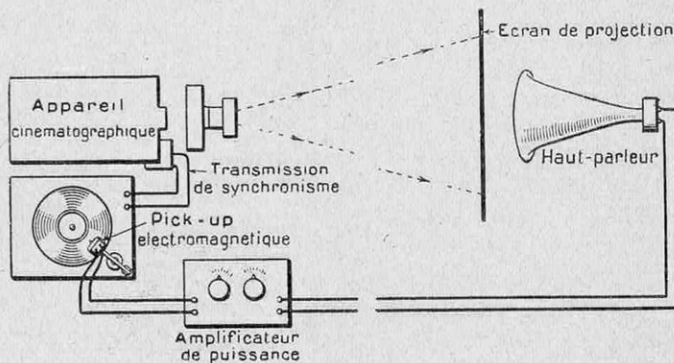 Ecran de projection
Appareil
cinematographique
Haut-parleur
Transmission
de synchronisme
Pick-up
electromagnetique
Amplificateur
de puissance